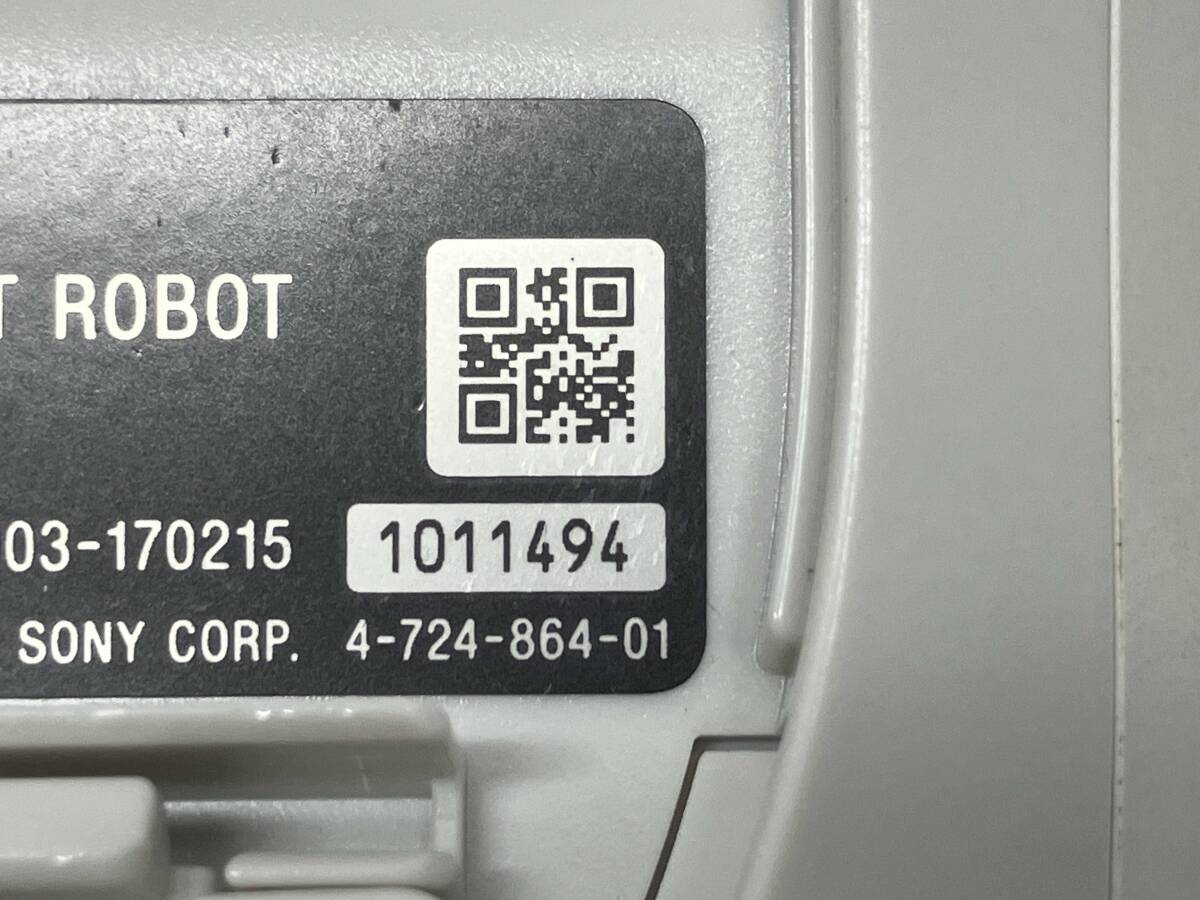 T ROBOT
03-170215 1011494
SONY CORP. 4-724-864-01